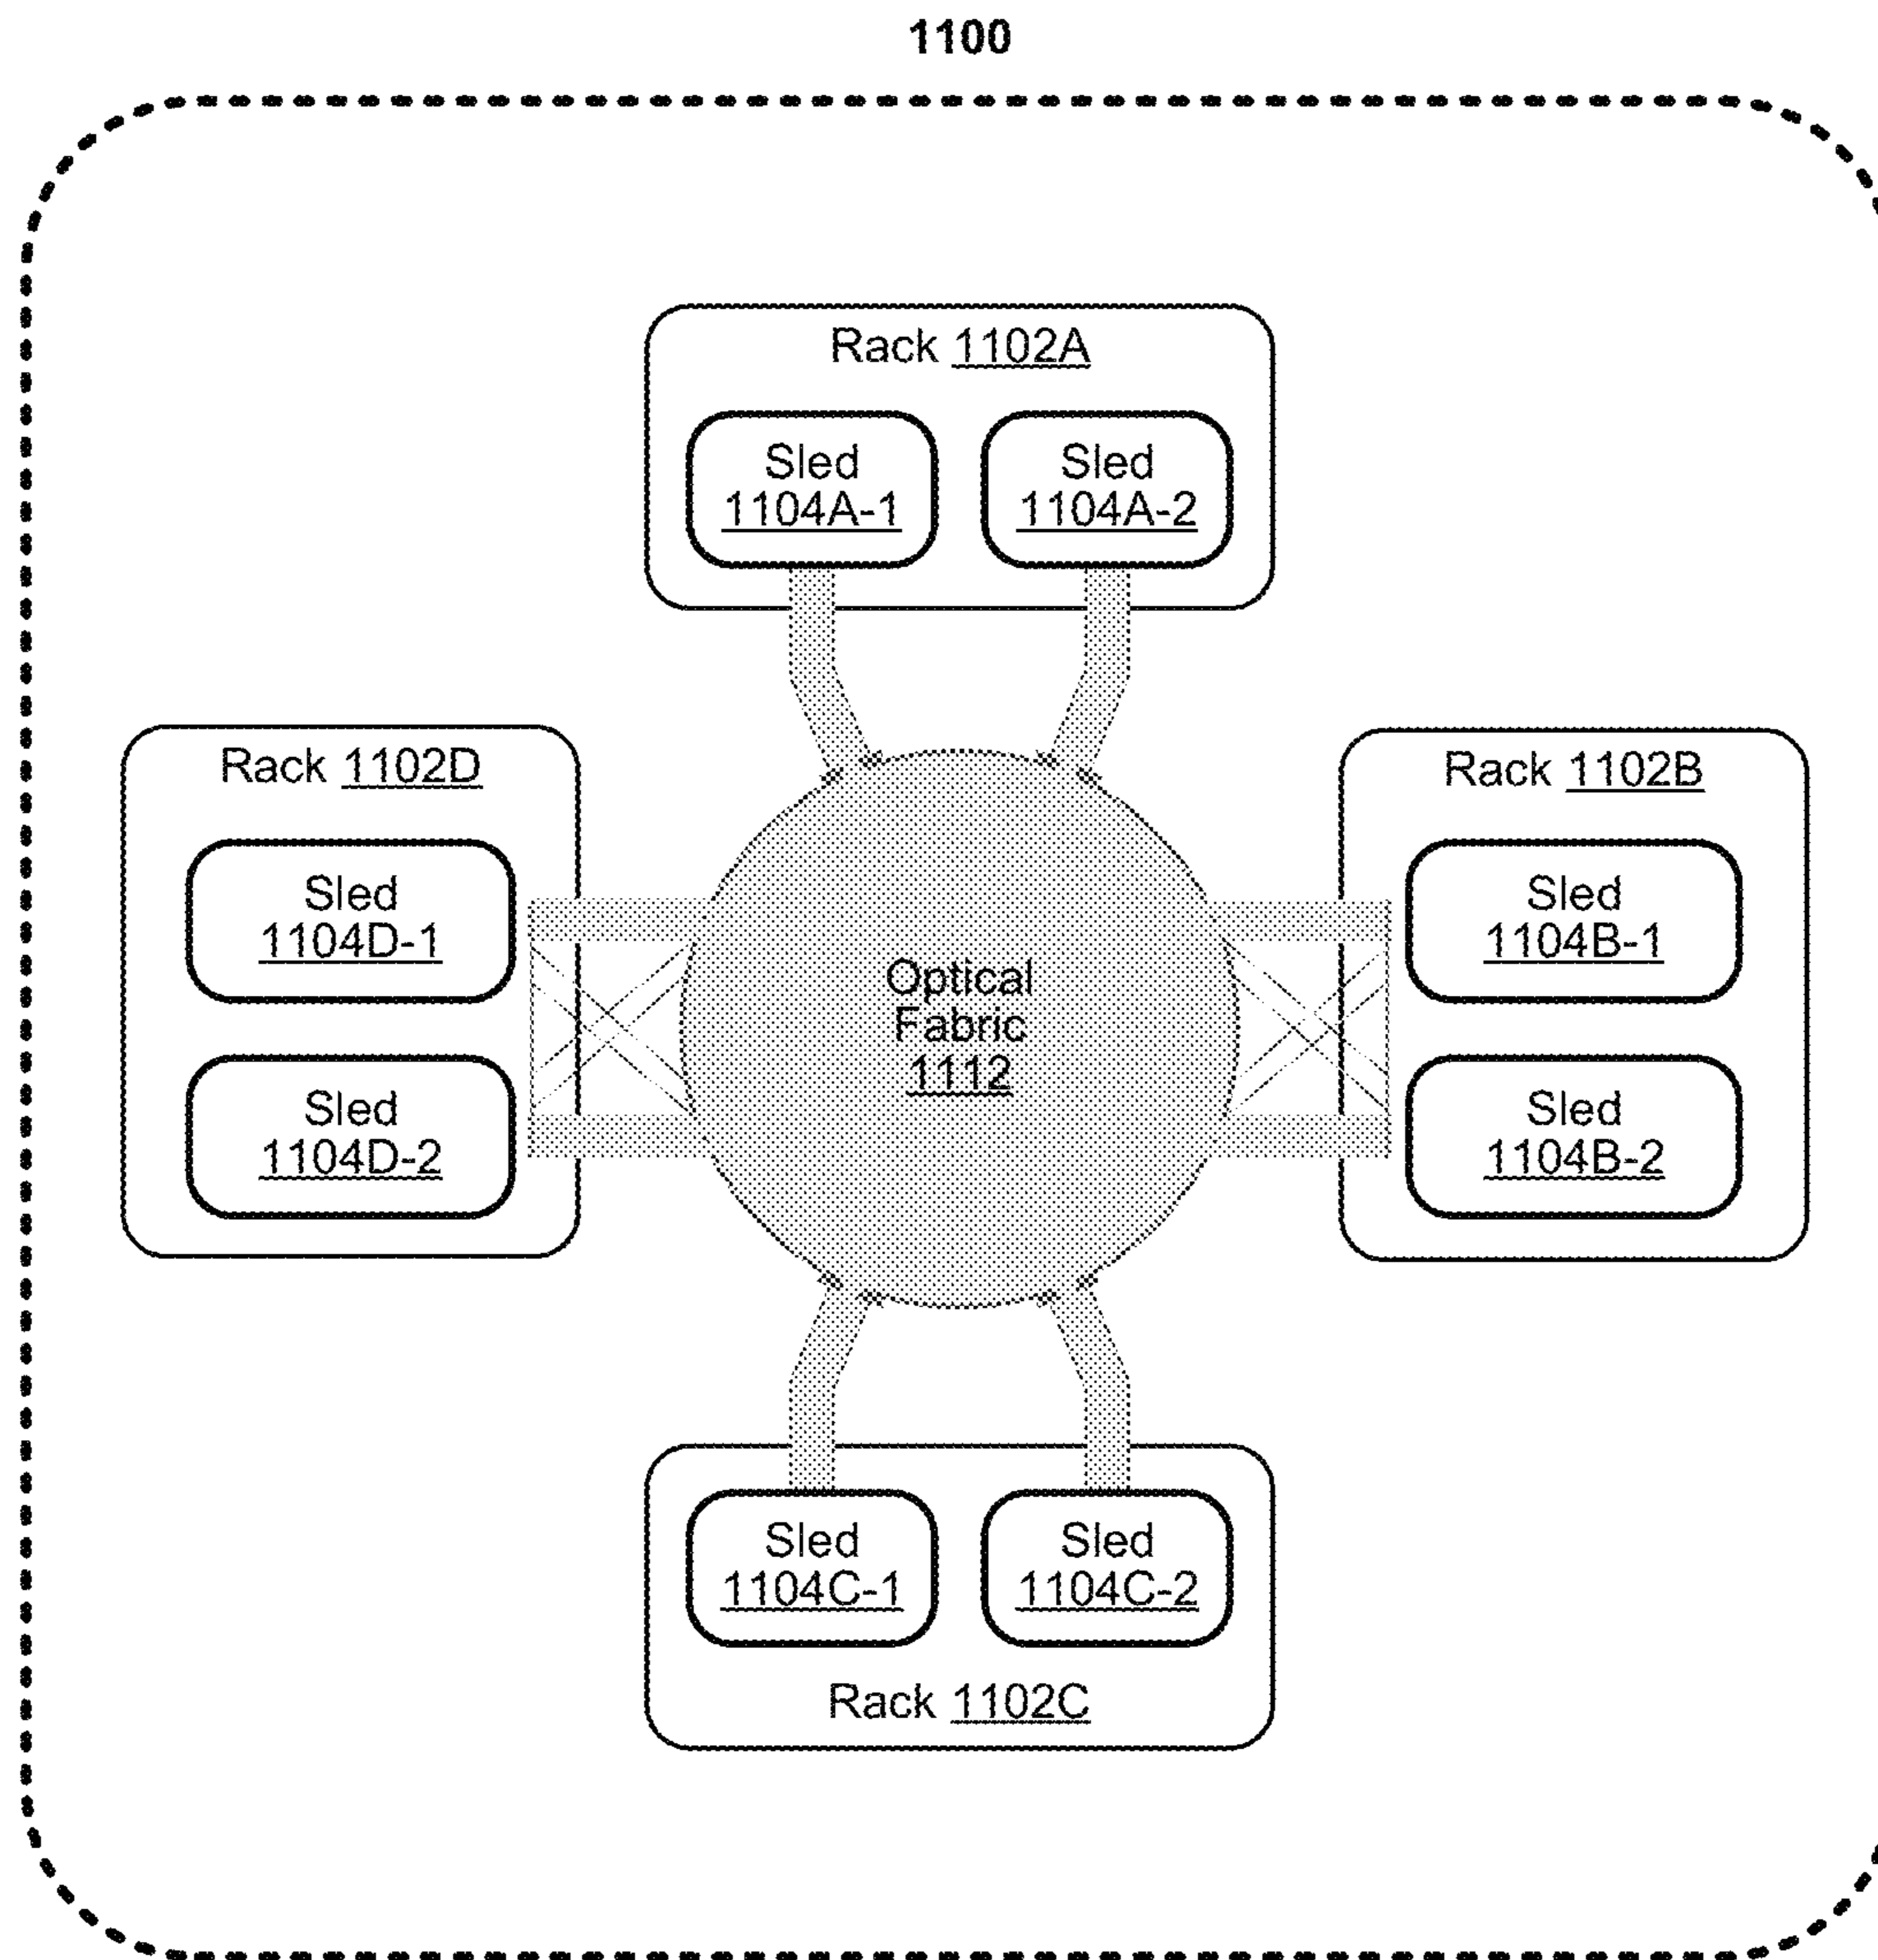 1100
Rack 1102A
Sled
1104A-1
Sled
1104A-2
Rack 1102D
Sled
1104D-1
Sled
1104D-2
Optical
Fabric
1112
Rack 1102B
Sled
1104B-1
Sled
1104B-2
Sled
1104C-1
Sled
1104C-2
Rack 1102C